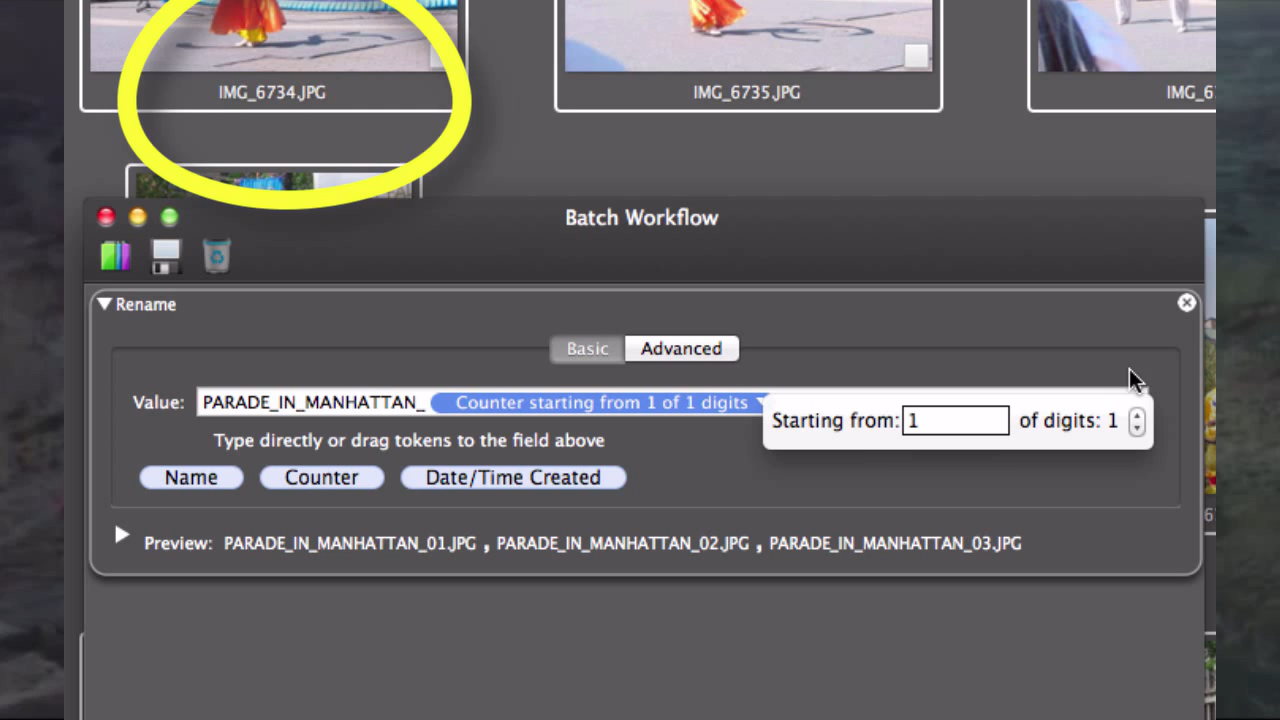 IMG_6734.JPG
IMG_6735.JPG
IMG_6
Batch Workflow
Rename
Basic
Advanced
Value: PARADE_IN_MANHATTAN_ Counter starting from 1 of 1 digits
Starting from: 1 of digits: 1
Type directly or drag tokens to the field above
Name
Counter
Date/Time Created
Preview: PARADE_IN_MANHATTAN_01.JPG , PARADE_IN_MANHATTAN_02.JPG , PARADE_IN_MANHATTAN_03.JPG